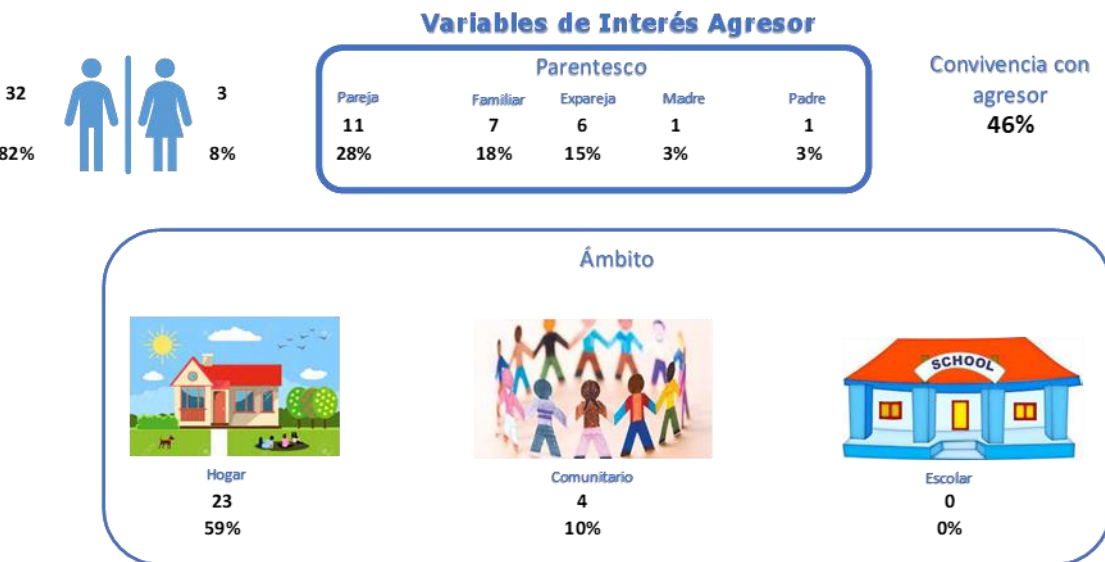 Variables de Interés Agresor
32
3
82%
8%
Parentesco
Pareja Familiar Expareja Madre Padre
11 7 6 1 1
28% 18% 15% 3% 3%
Convivencia con
agresor
46%
Ámbito
SCHOOL
Hogar Comunitario Escolar
23 4 0
59% 10% 0%